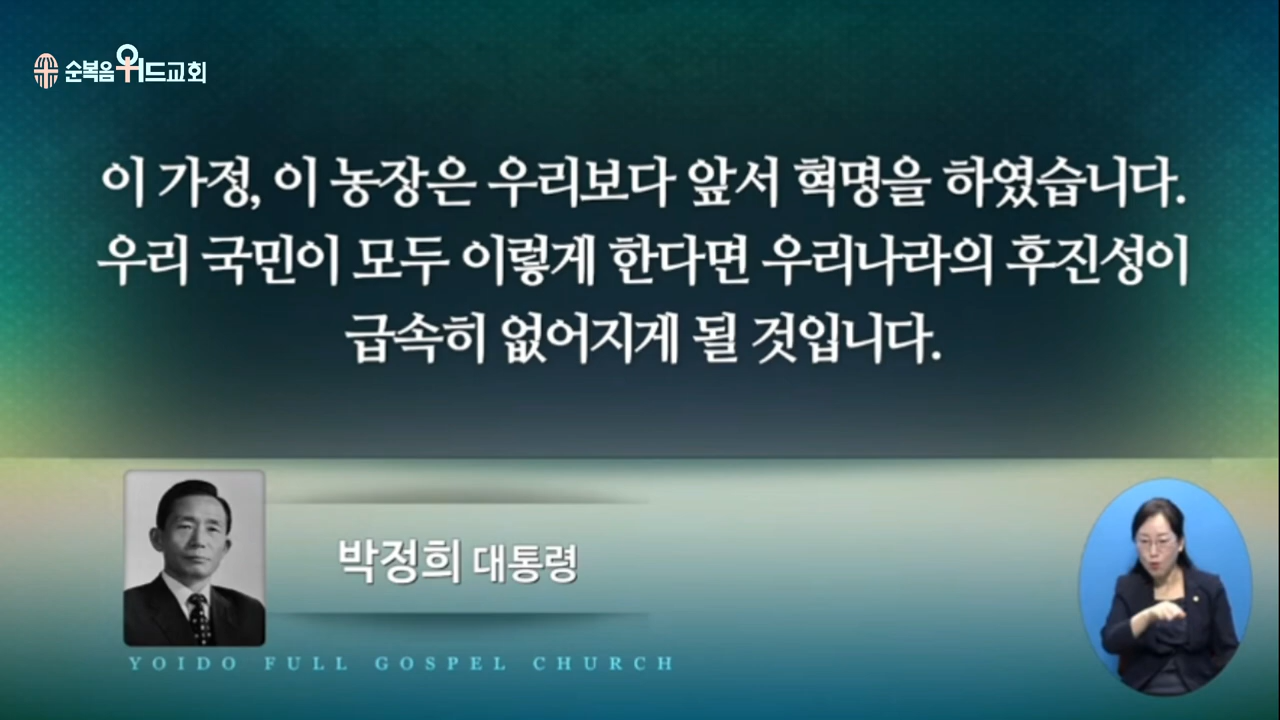 순복음위드교회
이 가정, 이 농장은 우리보다 앞서 혁명을 하였습니다.
우리 국민이 모두 이렇게 한다면 우리나라의 후진성이
급속히 없어지게 될 것입니다.
박정희 대통령
YOIDO FULL GOSPEL CHURCH